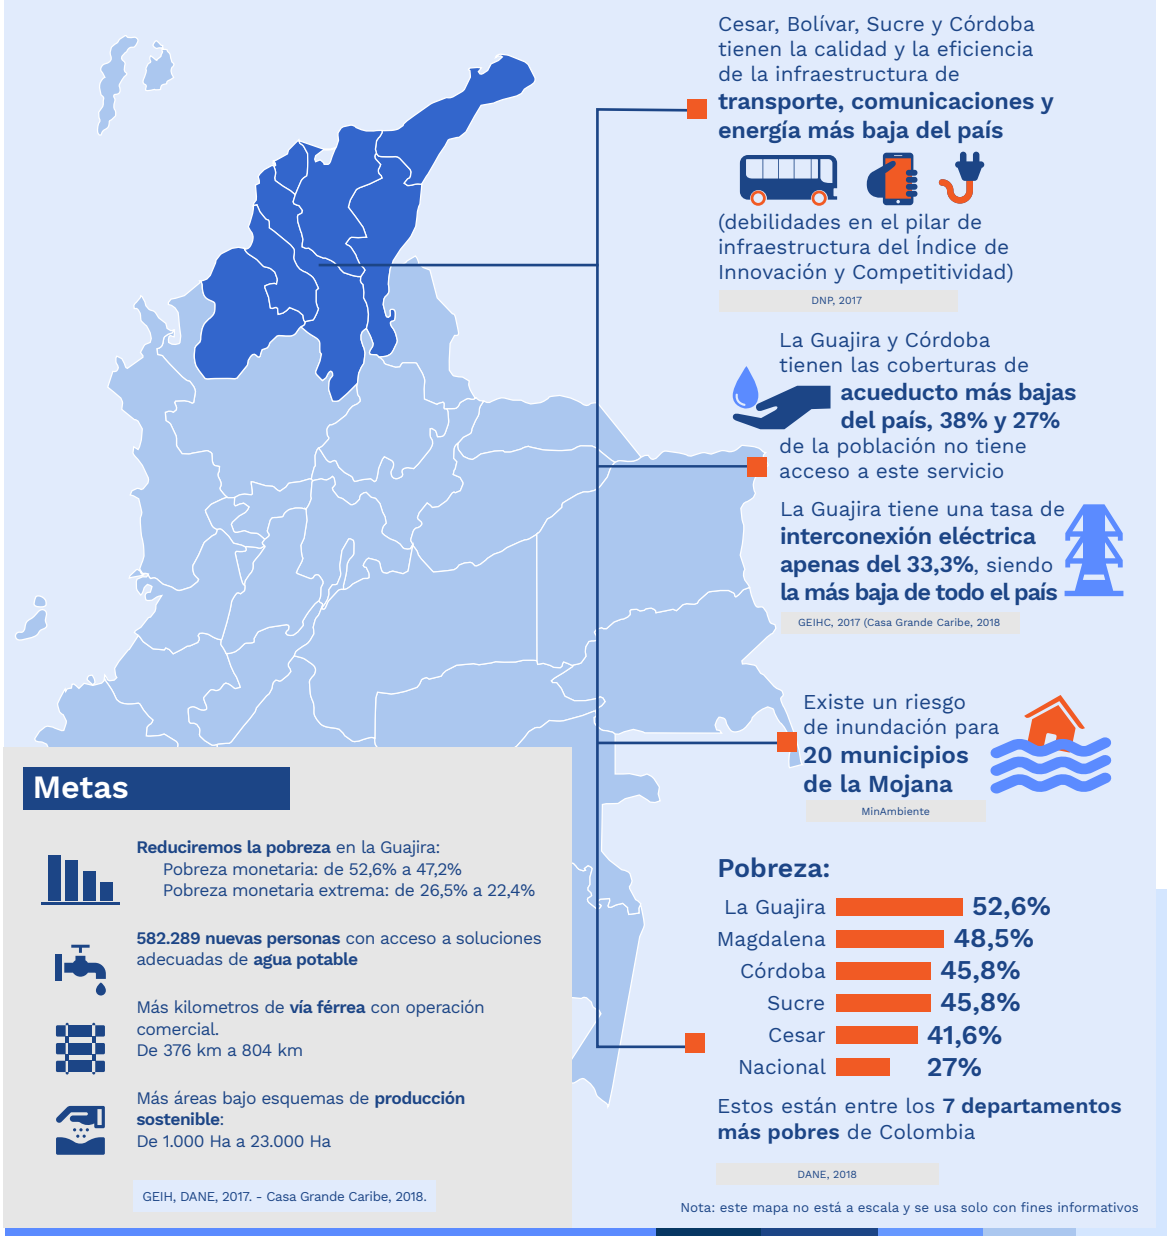 Cesar, Bolívar, Sucre y Córdoba
tienen la calidad y la eficiencia
de la infraestructura de
transporte, comunicaciones y
energía más baja del país
(debilidades en el pilar de
infraestructura del Índice de
Innovación y Competitividad)
DNP, 2017
La Guajira y Córdoba
tienen las coberturas de
acueducto más bajas
del país, 38% y 27%
de la población no tiene
acceso a este servicio
La Guajira tiene una tasa de
interconexión eléctrica
apenas del 33,3%, siendo
la más baja de todo el país
GEIHC, 2017 (Casa Grande Caribe, 2018
Existe un riesgo
de inundación para
20 municipios
de la Mojana
MinAmbiente
Metas
Reduciremos la pobreza en la Guajira:
Pobreza monetaria: de 52,6% a 47,2%
Pobreza monetaria extrema: de 26,5% a 22,4%
582.289 nuevas personas con acceso a soluciones
adecuadas de agua potable
Más kilometros de vía férrea con operación
comercial.
De 376 km a 804 km
Más áreas bajo esquemas de producción
sostenible:
De 1.000 Ha a 23.000 Ha
GEIH, DANE, 2017. - Casa Grande Caribe, 2018.
Pobreza:
La Guajira 52,6%
Magdalena 48,5%
Córdoba 45,8%
Sucre 45,8%
Cesar 41,6%
Nacional 27%
Estos están entre los 7 departamentos
más pobres de Colombia
DANE, 2018
Nota: este mapa no está a escala y se usa solo con fines informativos